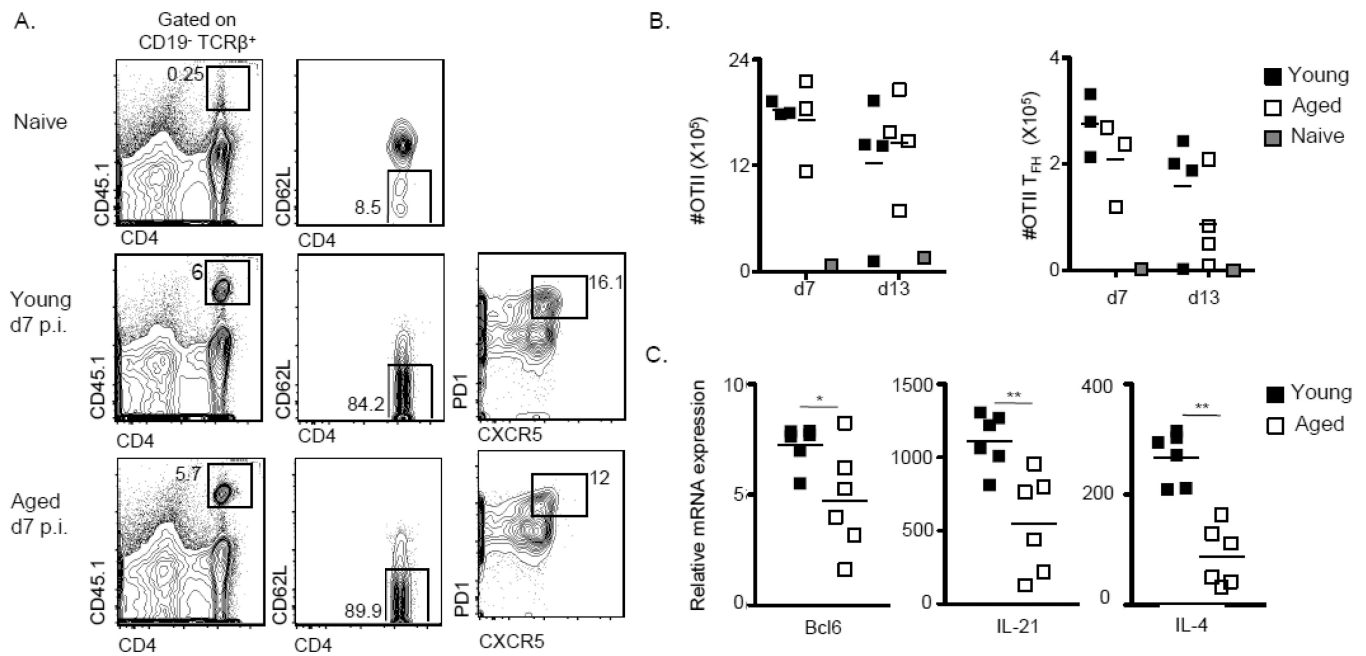 A.
Gated on
CD19- TCRβ+
Naive
0.25
CD45.1
CD4
8.5
CD62L
CD4
Young
d7 p.i.
6
CD45.1
CD4
84.2
CD62L
CD4
16.1
PD1
CXCR5
Aged
d7 p.i.
5.7
CD45.1
CD4
89.9
CD62L
CD4
12
PD1
CXCR5
B.
#OTII (X10⁵)
24
12
0
d7
d13
#OTII TFH (X10⁵)
4
2
0
d7
d13
Young
Aged
Naive
C.
Relative mRNA expression
10
5
0
*
Bcl6
1500
1000
500
0
**
IL-21
400
200
0
**
IL-4
Young
Aged